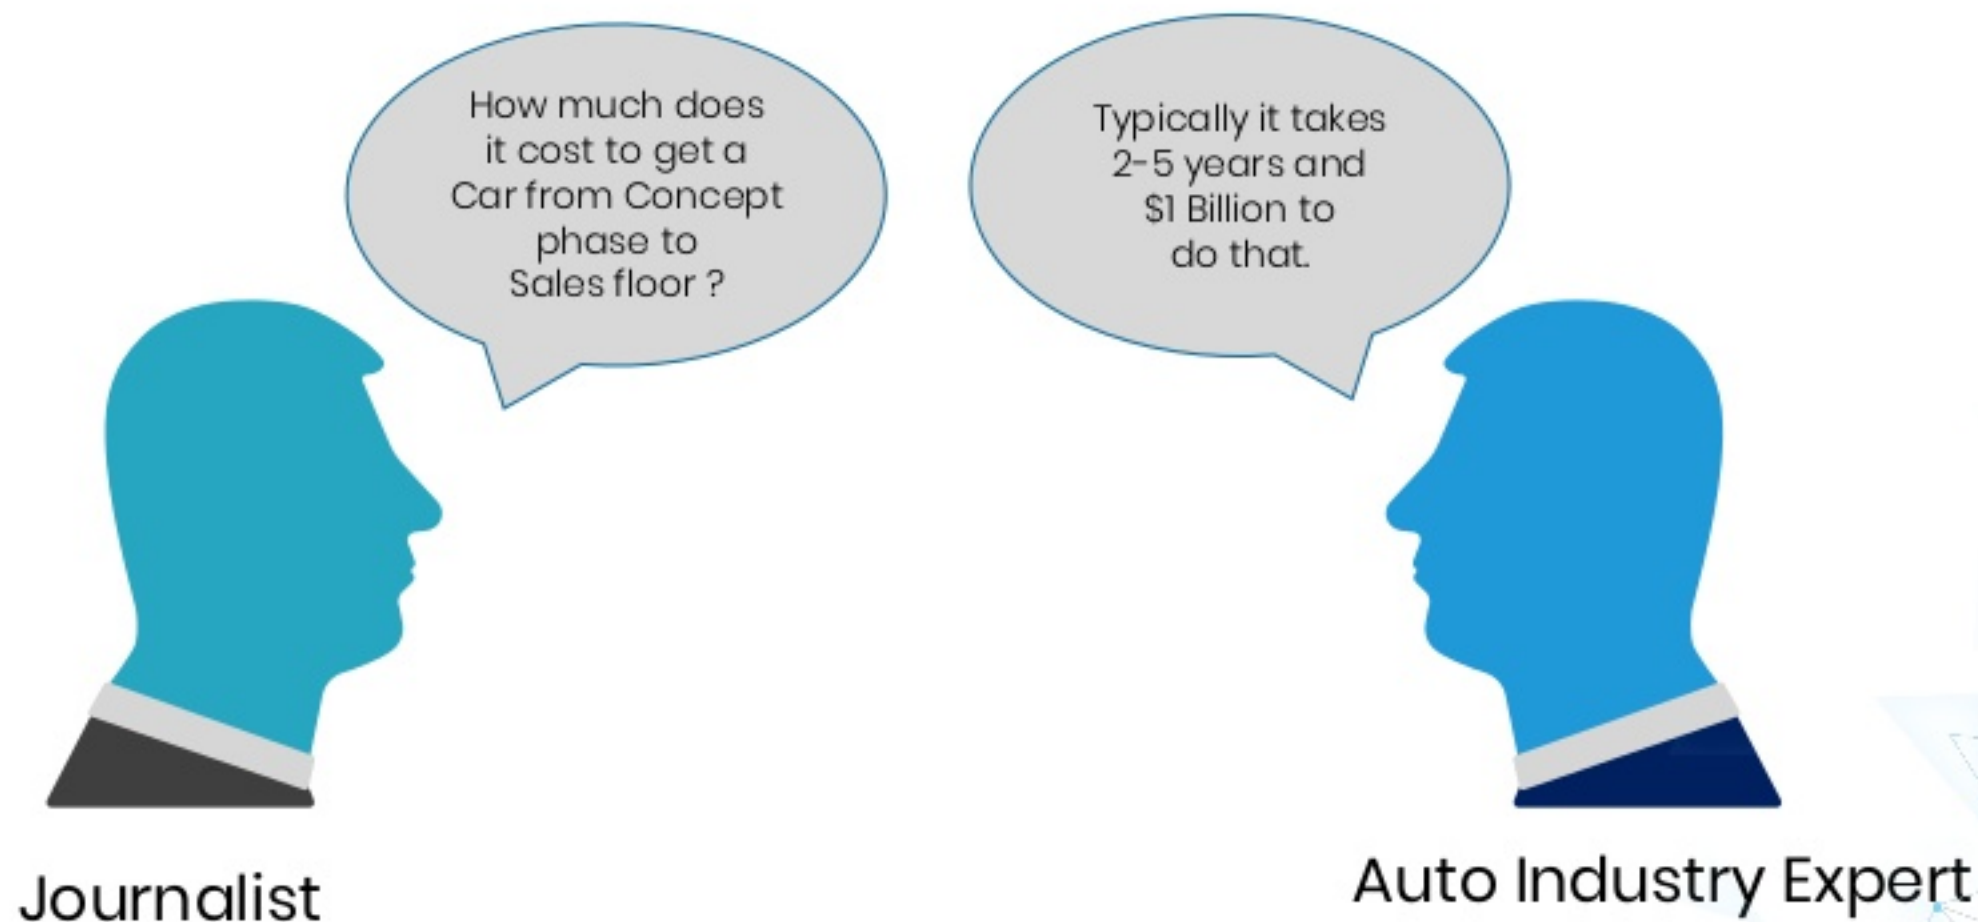 How much does
it cost to get a
Car from Concept
phase to
Sales floor ?
Typically it takes
2-5 years and
$1 Billion to
do that.
Journalist
Auto Industry Expert